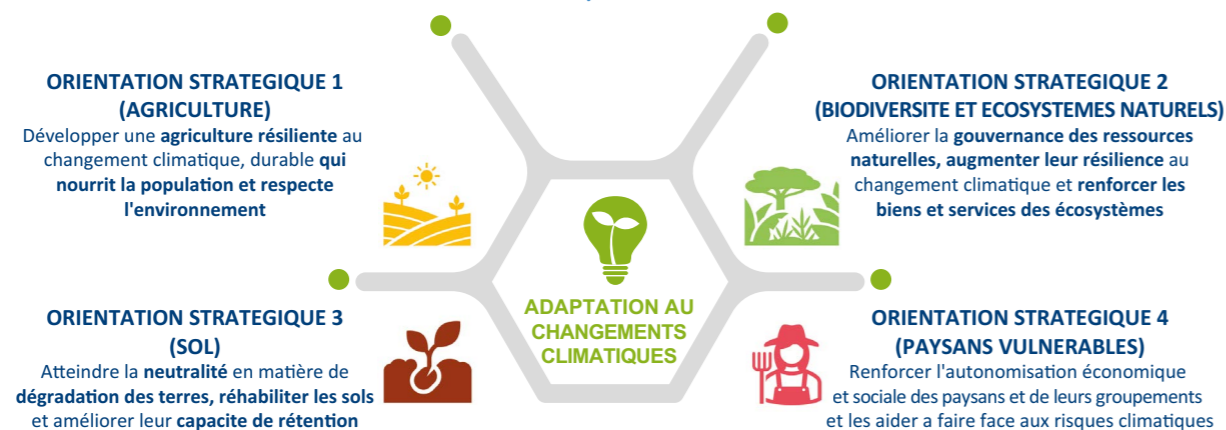 ORIENTATION STRATEGIQUE 1
(AGRICULTURE)
Développer une agriculture résiliente au
changement climatique, durable qui
nourrit la population et respecte
l'environnement
ORIENTATION STRATEGIQUE 2
(BIODIVERSITE ET ECOSYSTEMES NATURELS)
Améliorer la gouvernance des ressources
naturelles, augmenter leur résilience au
changement climatique et renforcer les
biens et services des écosystèmes
ADAPTATION AU
CHANGEMENTS
CLIMATIQUES
ORIENTATION STRATEGIQUE 3
(SOL)
Atteindre la neutralité en matière de
dégradation des terres, réhabiliter les sols
et améliorer leur capacite de rétention
ORIENTATION STRATEGIQUE 4
(PAYSANS VULNERABLES)
Renforcer l'autonomisation économique
et sociale des paysans et de leurs groupements
et les aider a faire face aux risques climatiques